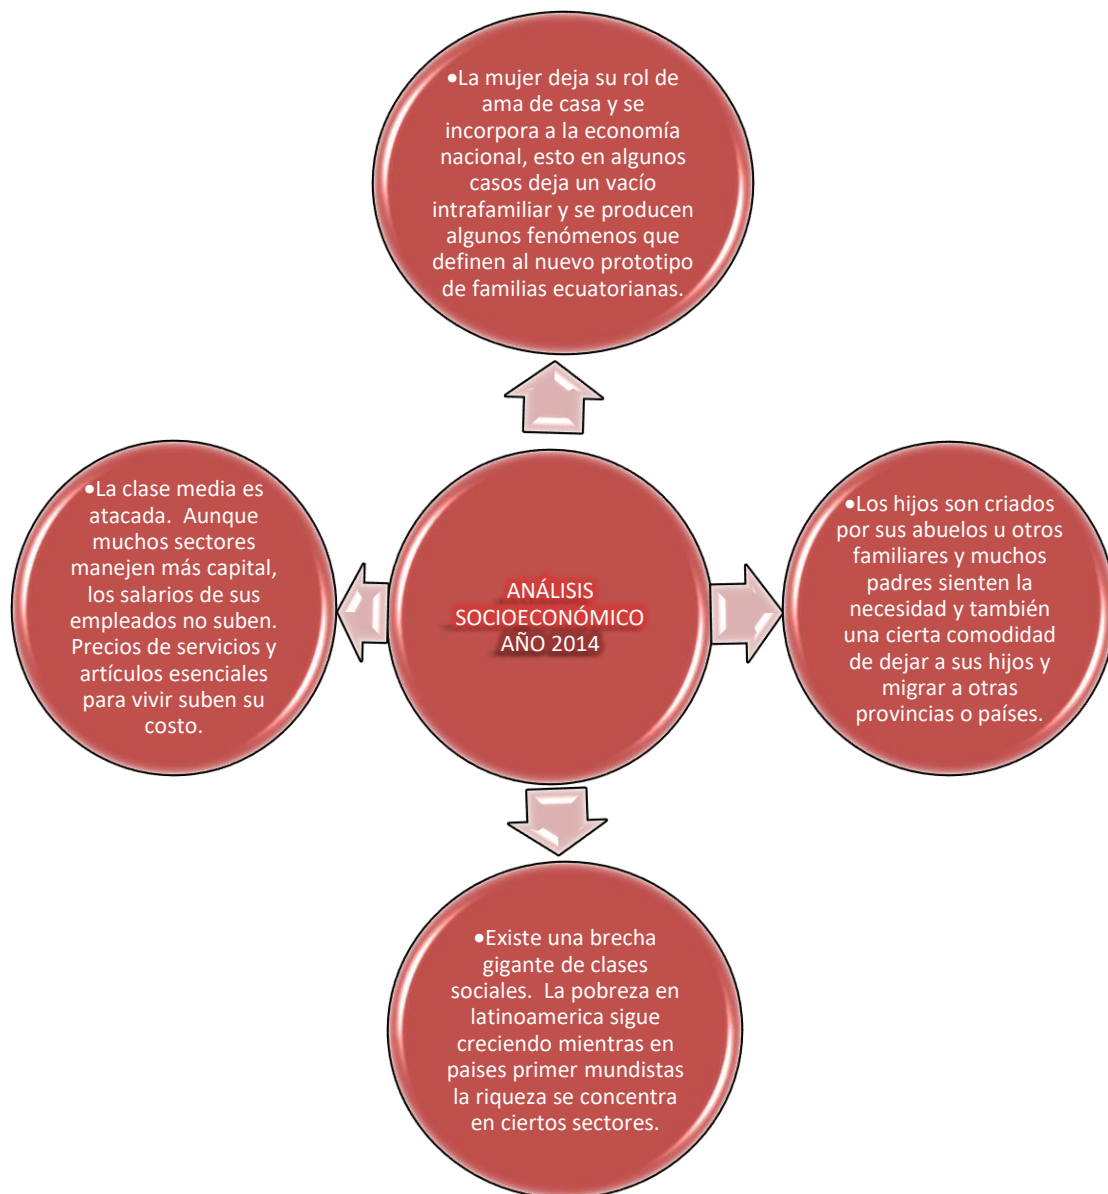 •La mujer deja su rol de
ama de casa y se
incorpora a la economía
nacional, esto en algunos
casos deja un vacío
intrafamiliar y se producen
algunos fenómenos que
definen al nuevo prototipo
de familias ecuatorianas.
•La clase media es
atacada.  Aunque
muchos sectores
manejen más capital,
los salarios de sus
empleados no suben.
Precios de servicios y
artículos esenciales
para vivir suben su
costo.
ANÁLISIS
SOCIOECONÓMICO
AÑO 2014
•Los hijos son criados
por sus abuelos u otros
familiares y muchos
padres sienten la
necesidad y también
una cierta comodidad
de dejar a sus hijos y
migrar a otras
provincias o países.
•Existe una brecha
gigante de clases
sociales.  La pobreza en
latinoamerica sigue
creciendo mientras en
paises primer mundistas
la riqueza se concentra
en ciertos sectores.